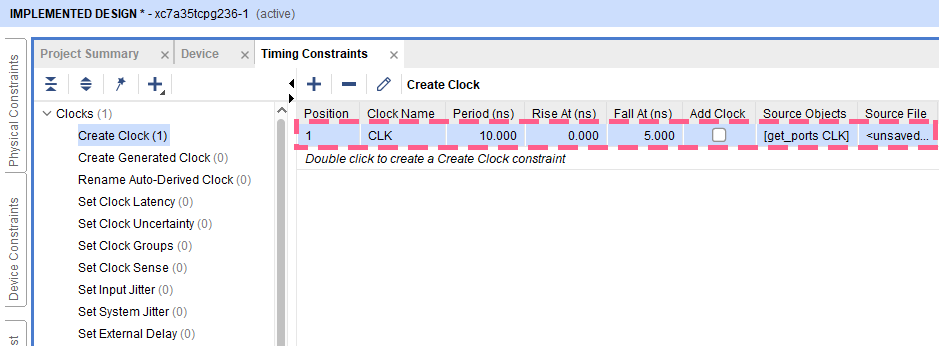 IMPLEMENTED DESIGN * - xc7a35tcpg236-1 (active)
Physical Constraints
Device Constraints
Project Summary
Device
Timing Constraints
Create Clock
Clocks (1)
Create Clock (1)
Create Generated Clock (0)
Rename Auto-Derived Clock (0)
Set Clock Latency (0)
Set Clock Uncertainty (0)
Set Clock Groups (0)
Set Clock Sense (0)
Set Input Jitter (0)
Set System Jitter (0)
Set External Delay (0)
Position Clock Name Period (ns) Rise At (ns) Fall At (ns) Add Clock Source Objects Source File
1 CLK 10.000 0.000 5.000 [get_ports CLK] <unsaved...
Double click to create a Create Clock constraint